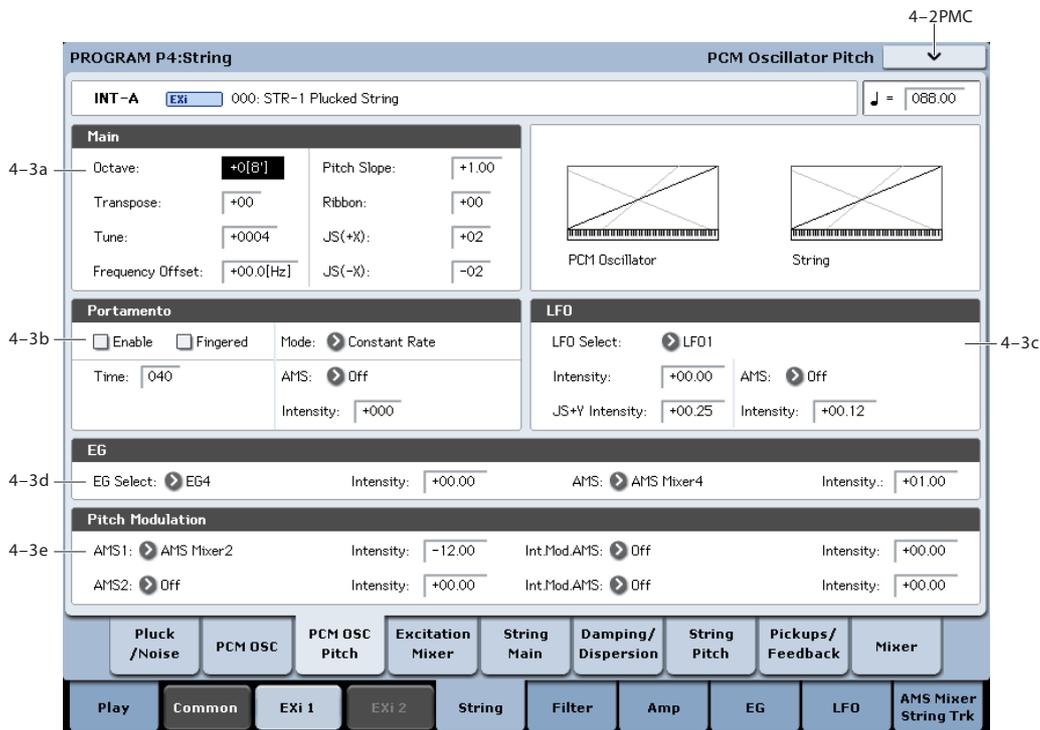 4-2PMC
PROGRAM P4:String PCM Oscillator Pitch
INT-A EXi 000: STR-1 Plucked String ♩ = 088.00
Main
4-3a Octave: +0[8'] Pitch Slope: +1.00
Transpose: +00 Ribbon: +00
Tune: +0004 JS(+X): +02
Frequency Offset: +00.0[Hz] JS(-X): -02
PCM Oscillator String
Portamento LFO
4-3b Enable Fingered Mode: Constant Rate LFO Select: LFO1 4-3c
Time: 040 AMS: Off Intensity: +00.00 AMS: Off
Intensity: +000 JS+Y Intensity: +00.25 Intensity: +00.12
EG
4-3d EG Select: EG4 Intensity: +00.00 AMS: AMS Mixer4 Intensity.: +01.00
Pitch Modulation
4-3e AMS1: AMS Mixer2 Intensity: -12.00 Int.Mod.AMS: Off Intensity: +00.00
AMS2: Off Intensity: +00.00 Int.Mod.AMS: Off Intensity: +00.00
Pluck /Noise PCM OSC PCM OSC Pitch Excitation Mixer String Main Damping/ Dispersion String Pitch Pickups/ Feedback Mixer
Play Common EXi 1 EXi 2 String Filter Amp EG LFO AMS Mixer String Trk